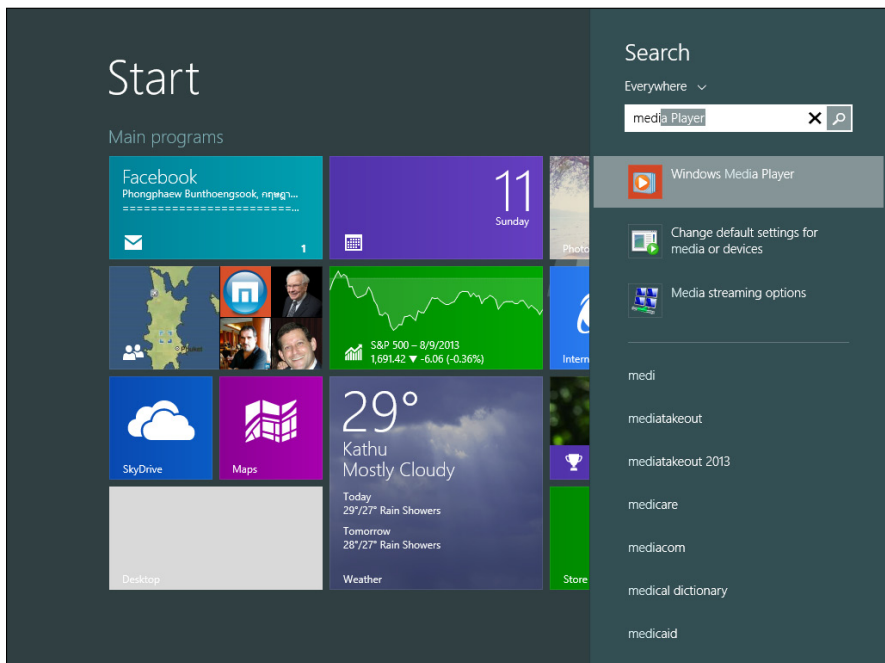 Start
Main programs
Facebook
Phongphaew Bunthoengsook, กฤษฎา...
=========================...
1
11
Sunday
Photo
S&P 500 – 8/9/2013
1,691.42 ▼ -6.06 (-0.36%)
Intern
SkyDrive
Maps
29°
Kathu
Mostly Cloudy
Today
29°/27° Rain Showers
Tomorrow
28°/27° Rain Showers
Weather
Desktop
Store
Search
Everywhere
media Player
Windows Media Player
Change default settings for
media or devices
Media streaming options
medi
mediatakeout
mediatakeout 2013
medicare
mediacom
medical dictionary
medicaid